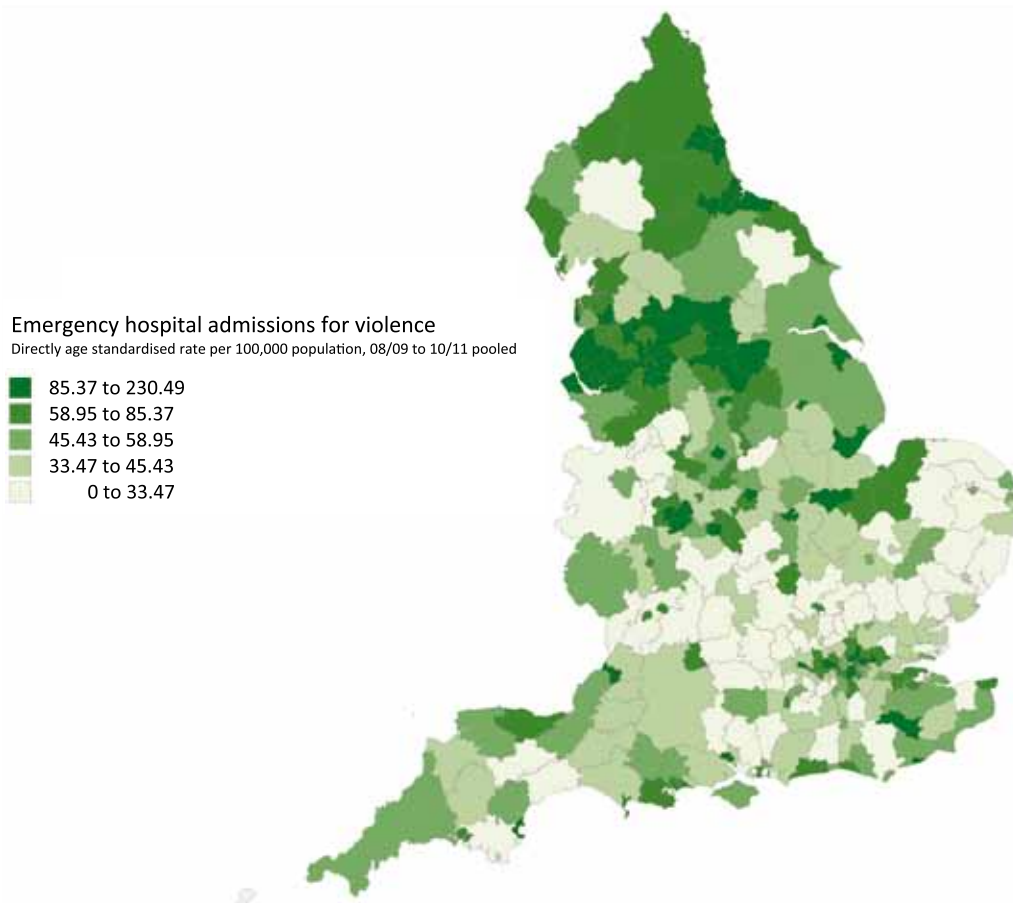 Emergency hospital admissions for violence
Directly age standardised rate per 100,000 population, 08/09 to 10/11 pooled
85.37 to 230.49
58.95 to 85.37
45.43 to 58.95
33.47 to 45.43
0 to 33.47